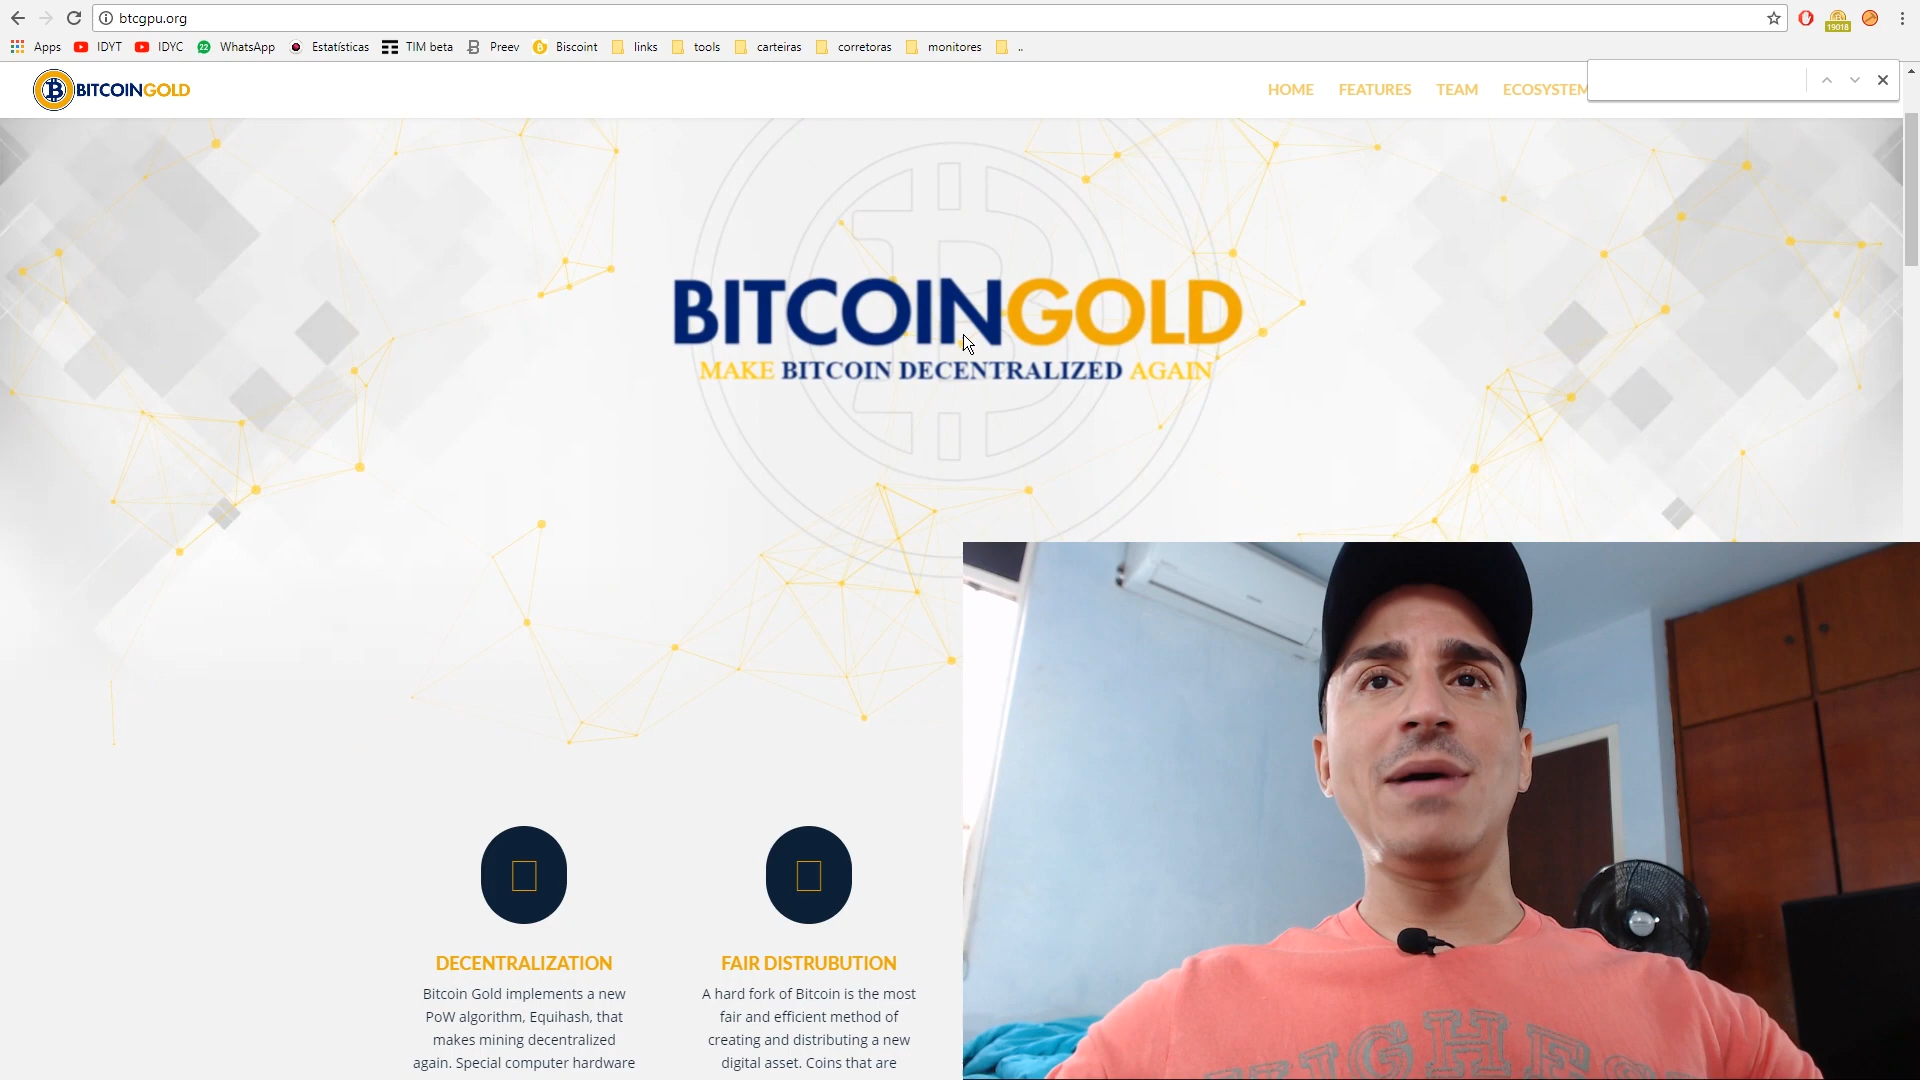 btcgpu.org
Apps IDYT IDYC 22 WhatsApp Estatísticas TIM beta Preev Biscoint links tools carteiras corretoras monitores ..
19018
BITCOINGOLD
HOME FEATURES TEAM ECOSYSTEM
BITCOINGOLD
MAKE BITCOIN DECENTRALIZED AGAIN
DECENTRALIZATION
Bitcoin Gold implements a new
PoW algorithm, Equihash, that
makes mining decentralized
again. Special computer hardware
FAIR DISTRUBUTION
A hard fork of Bitcoin is the most
fair and efficient method of
creating and distributing a new
digital asset. Coins that are